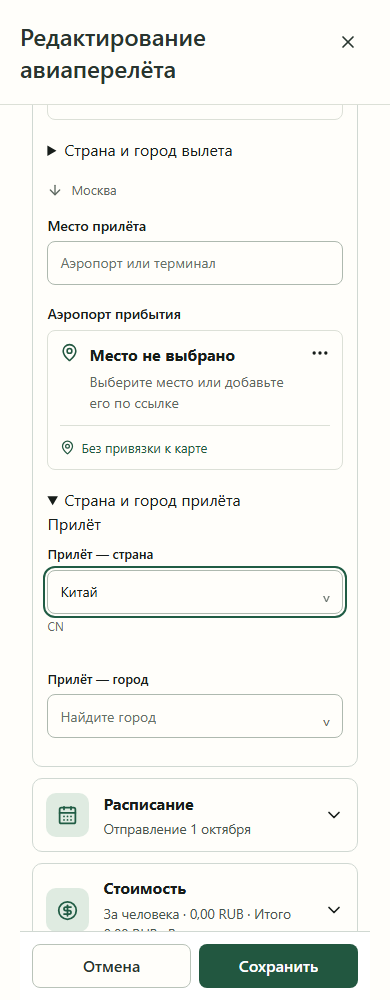 Редактирование
авиаперелёта
Страна и город вылета
Москва
Место прилёта
Аэропорт или терминал
Аэропорт прибытия
Место не выбрано
Выберите место или добавьте
его по ссылке
Без привязки к карте
Страна и город прилёта
Прилёт
Прилёт — страна
Китай
CN
Прилёт — город
Найдите город
Расписание
Отправление 1 октября
Стоимость
За человека · 0,00 RUB · Итого
Отмена
Сохранить